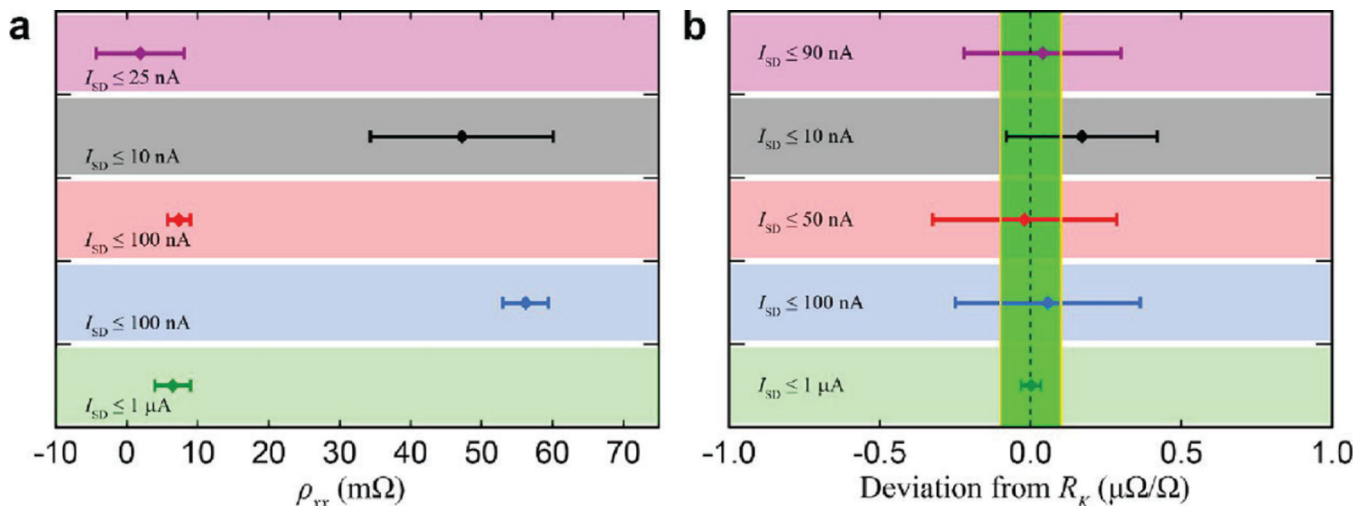 a
I_SD ≤ 25 nA
I_SD ≤ 10 nA
I_SD ≤ 100 nA
I_SD ≤ 100 nA
I_SD ≤ 1 μA
-10 0 10 20 30 40 50 60 70
ρ_xx (mΩ)
b
I_SD ≤ 90 nA
I_SD ≤ 10 nA
I_SD ≤ 50 nA
I_SD ≤ 100 nA
I_SD ≤ 1 μA
-1.0 -0.5 0.0 0.5 1.0
Deviation from R_K (μΩ/Ω)